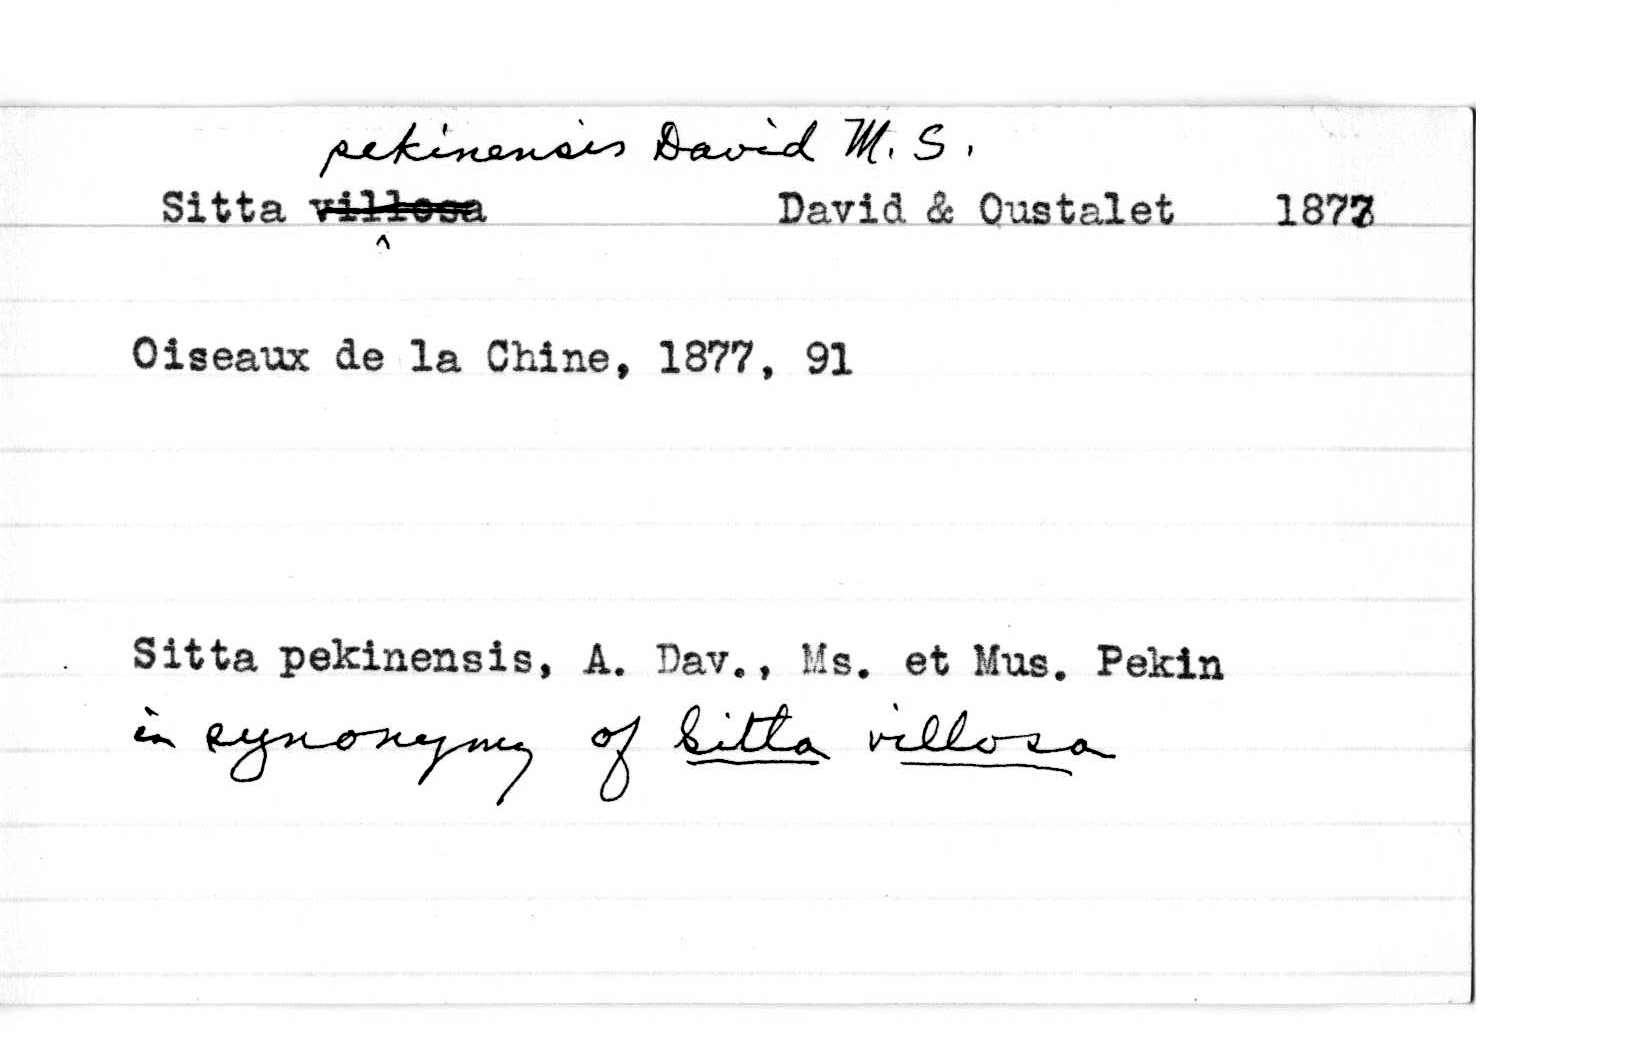 pekinensis David M.S.
Sitta villosa David & Oustalet 1877
^
Oiseaux de la Chine, 1877, 91
Sitta pekinensis, A. Dav., Ms. et Mus. Pekin
in synonymy of Sitta villosa